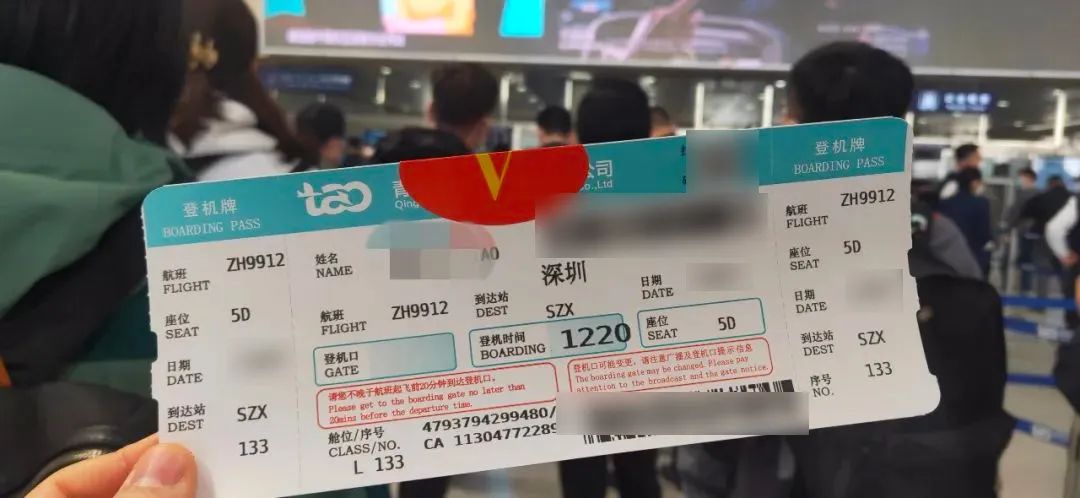 登机牌
BOARDING PASS
航班
FLIGHT
ZH9912
座位
SEAT
5D
日期
DATE
到达站
DEST
SZX
133
tao
青
Qing
公司
Co.,Ltd
姓名
NAME
AO
深圳
航班
FLIGHT
ZH9912
到达站
DEST
SZX
日期
DATE
登机口
GATE
登机时间
BOARDING
1220
座位
SEAT
5D
请您不晚于航班起飞前20分钟到达登机口。
Please get to the boarding gate no later than
20mins before the departure time.
登机口可能变更，请注意广播及登机口提示信息
The boarding gate may be changed. Please pay
attention to the broadcast and the gate notice.
舱位/序号
CLASS/NO.
L 133
4793794299480/
CA 11304772289
登机牌
BOARDING PASS
航班
FLIGHT
ZH9912
座位
SEAT
5D
日期
DATE
到达站
DEST
SZX
序号
NO.
133